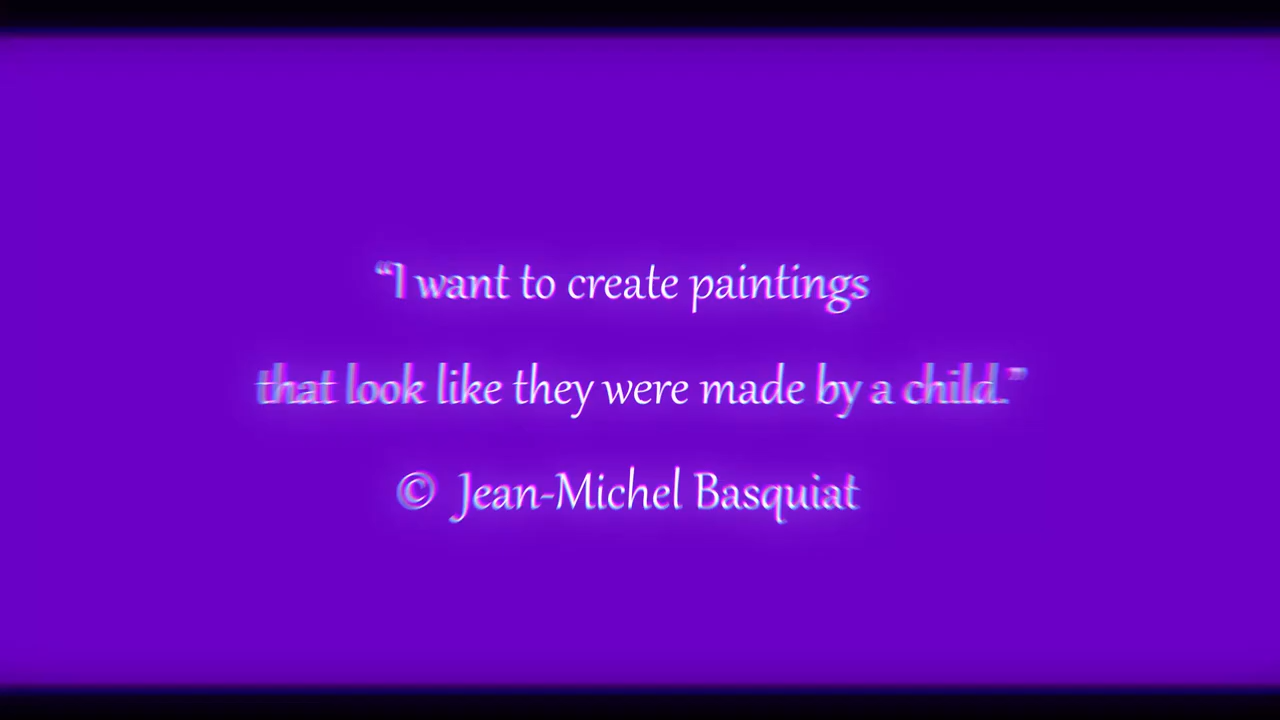 “I want to create paintings
that look like they were made by a child.”
© Jean-Michel Basquiat